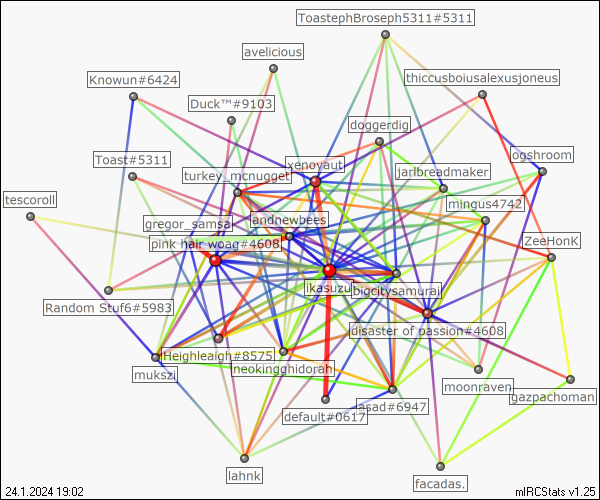 ToastephBroseph5311#5311
avelicious
Knowun#6424
thiccusboiusalexusjoneus
Duck™#9103
doggerdig
Toast#5311
xenoyaut
ogshroom
turkey_mcnugget
jarlbreadmaker
tescoroll
mingus4742
gregor_samsa.
landnewbees
pink hair woag#4608
ZeeHonK
ikasuzu
bigcitysamurai
Random Stuf6#5983
disaster of passion#4608
Heighleaigh#8575
neokingghidorah
mukszi
moonraven
gazpachoman
default#0617
asad#6947
lahnk
facadas.
24.1.2024 19:02
mIRCStats v1.25